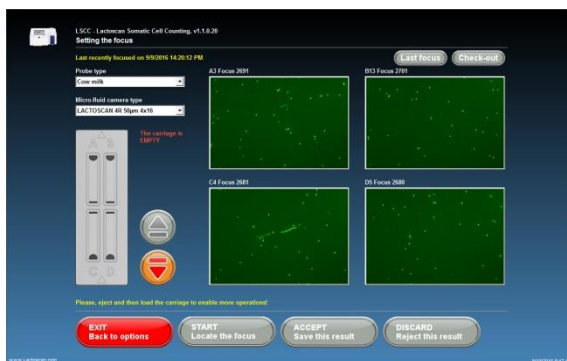 LSCC - Lactoscan Somatic Cell Counting, v1.1.0.20
Setting the focus
Last recently focused on 9/9/2016 14:20:12 PM
Last focus
Check-out
Probe type
Cow milk
Micro-fluid camera type
LACTOSCAN 4R 50µm 4x16
The carriage is
EMPTY
A B
C D
A3 Focus 2691
B13 Focus 2701
C4 Focus 2681
D5 Focus 2680
Please, eject and then load the carriage to enable more operations!
EXIT
Back to options
START
Locate the focus
ACCEPT
Save this result
DISCARD
Reject this result
www.Lactoscan.com